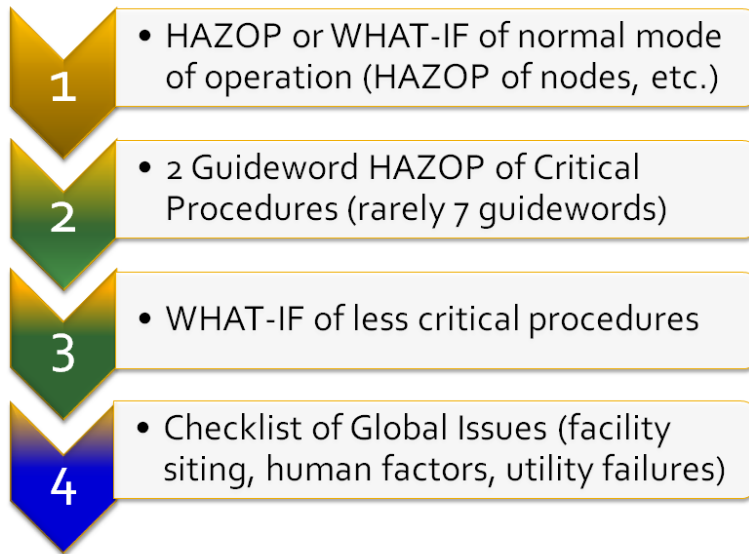 1
• HAZOP or WHAT-IF of normal mode
of operation (HAZOP of nodes, etc.)
2
• 2 Guideword HAZOP of Critical
Procedures (rarely 7 guidewords)
3
• WHAT-IF of less critical procedures
4
• Checklist of Global Issues (facility
siting, human factors, utility failures)